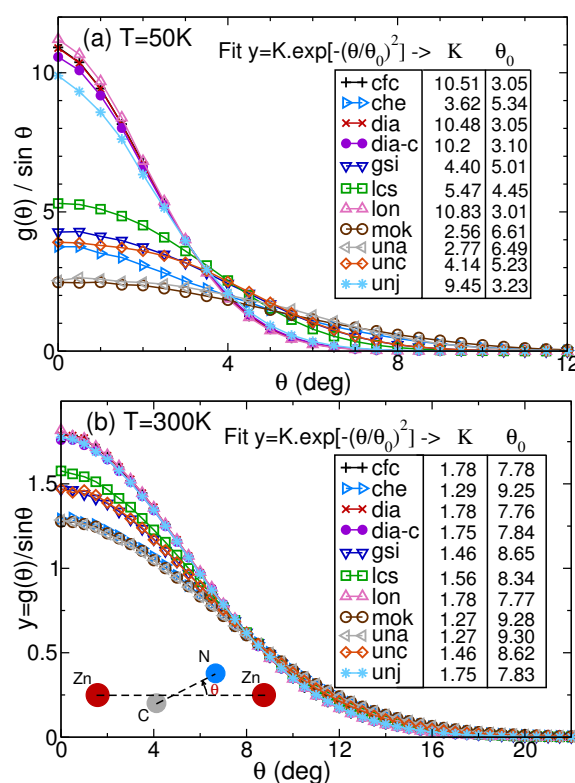 (a) T=50K
Fit y=K.exp[-(θ/θ0)^2] -> K θ0
cfc 10.51 3.05
che 3.62 5.34
dia 10.48 3.05
dia-c 10.2 3.10
gsi 4.40 5.01
lcs 5.47 4.45
lon 10.83 3.01
mok 2.56 6.61
una 2.77 6.49
unc 4.14 5.23
unj 9.45 3.23
g(θ) / sin θ
10
5
0
0 4 8 12
θ (deg)
(b) T=300K
Fit y=K.exp[-(θ/θ0)^2] -> K θ0
cfc 1.78 7.78
che 1.29 9.25
dia 1.78 7.76
dia-c 1.75 7.84
gsi 1.46 8.65
lcs 1.56 8.34
lon 1.78 7.77
mok 1.27 9.28
una 1.27 9.30
unc 1.46 8.62
unj 1.75 7.83
y=g(θ)/sinθ
1.5
1
0.5
0
N
Zn θ Zn
C
0 4 8 12 16 20
θ (deg)